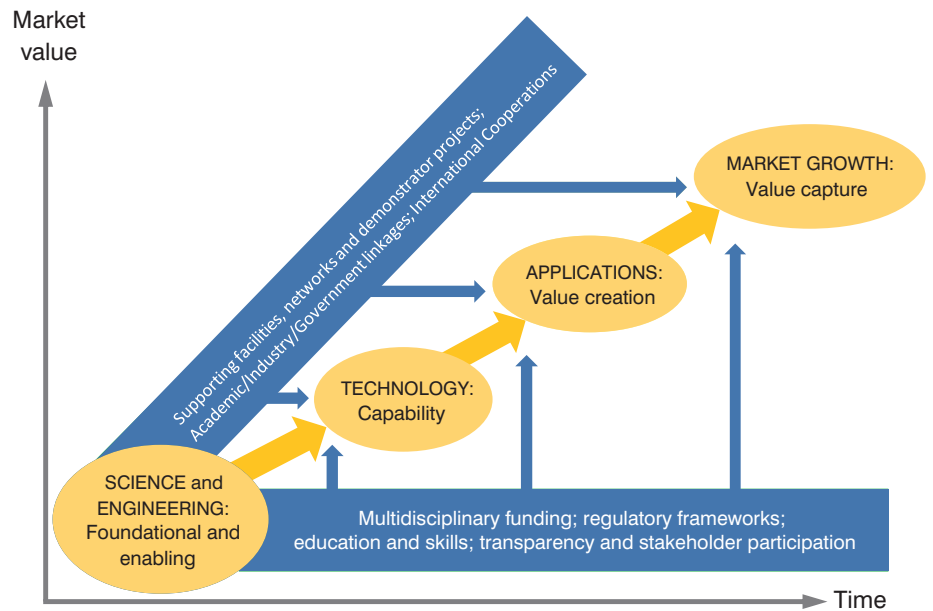 Market
value
Supporting facilities, networks and demonstrator projects;
Academic/Industry/Government linkages; International Cooperations
MARKET GROWTH:
Value capture
APPLICATIONS:
Value creation
TECHNOLOGY:
Capability
SCIENCE and
ENGINEERING:
Foundational and
enabling
Multidisciplinary funding; regulatory frameworks;
education and skills; transparency and stakeholder participation
Time